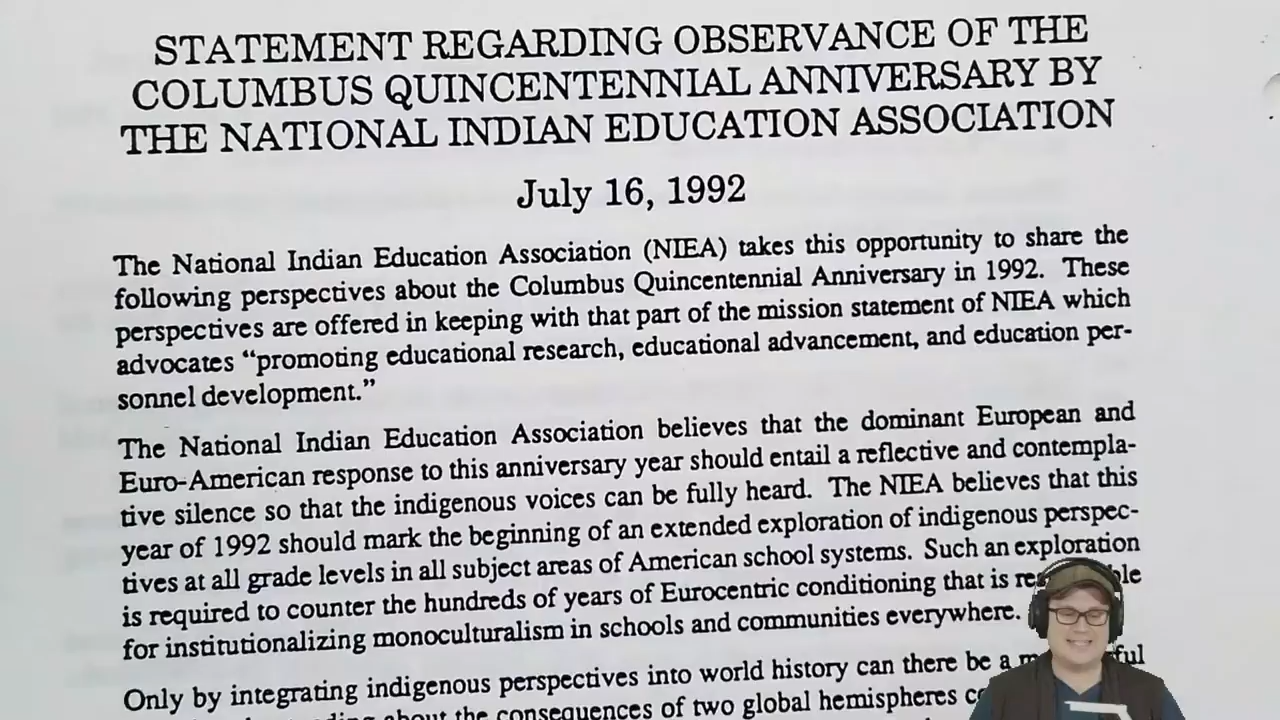 STATEMENT REGARDING OBSERVANCE OF THE
COLUMBUS QUINCENTENNIAL ANNIVERSARY BY
THE NATIONAL INDIAN EDUCATION ASSOCIATION
July 16, 1992
The National Indian Education Association (NIEA) takes this opportunity to share the
following perspectives about the Columbus Quincentennial Anniversary in 1992. These
perspectives are offered in keeping with that part of the mission statement of NIEA which
advocates “promoting educational research, educational advancement, and education per-
sonnel development.”
The National Indian Education Association believes that the dominant European and
Euro-American response to this anniversary year should entail a reflective and contempla-
tive silence so that the indigenous voices can be fully heard. The NIEA believes that this
year of 1992 should mark the beginning of an extended exploration of indigenous perspec-
tives at all grade levels in all subject areas of American school systems. Such an exploration
is required to counter the hundreds of years of Eurocentric conditioning that is
for institutionalizing monoculturalism in schools and communities everywhere.
Only by integrating indigenous perspectives into world history can there be a
about the consequences of two global hemispheres